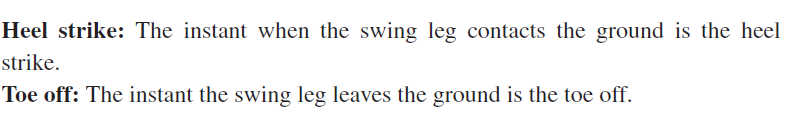 Heel strike: The instant when the swing leg contacts the ground is the heel
strike.
Toe off: The instant the swing leg leaves the ground is the toe off.